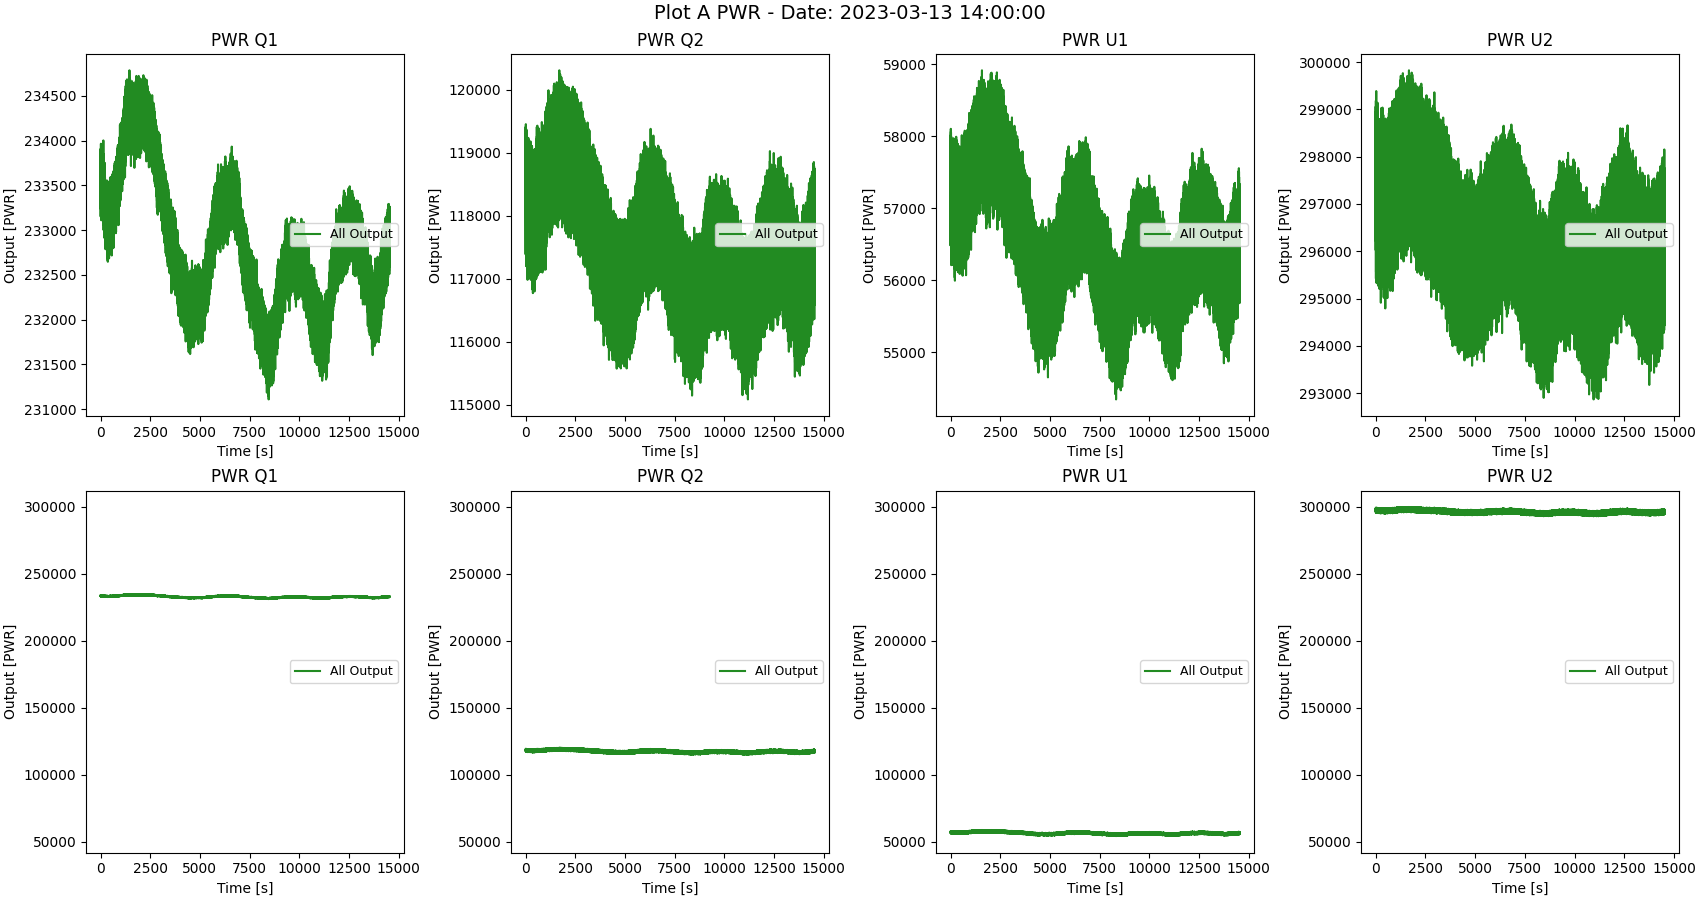 Plot A PWR - Date: 2023-03-13 14:00:00
PWR Q1
PWR Q2
PWR U1
PWR U2
Output [PWR]
234500
234000
233500
233000
232500
232000
231500
231000
All Output
0 2500 5000 7500 10000 12500 15000
Time [s]
Output [PWR]
120000
119000
118000
117000
116000
115000
All Output
0 2500 5000 7500 10000 12500 15000
Time [s]
Output [PWR]
59000
58000
57000
56000
55000
All Output
0 2500 5000 7500 10000 12500 15000
Time [s]
Output [PWR]
300000
299000
298000
297000
296000
295000
294000
293000
All Output
0 2500 5000 7500 10000 12500 15000
Time [s]
PWR Q1
PWR Q2
PWR U1
PWR U2
Output [PWR]
300000
250000
200000
150000
100000
50000
All Output
0 2500 5000 7500 10000 12500 15000
Time [s]
Output [PWR]
300000
250000
200000
150000
100000
50000
All Output
0 2500 5000 7500 10000 12500 15000
Time [s]
Output [PWR]
300000
250000
200000
150000
100000
50000
All Output
0 2500 5000 7500 10000 12500 15000
Time [s]
Output [PWR]
300000
250000
200000
150000
100000
50000
All Output
0 2500 5000 7500 10000 12500 15000
Time [s]